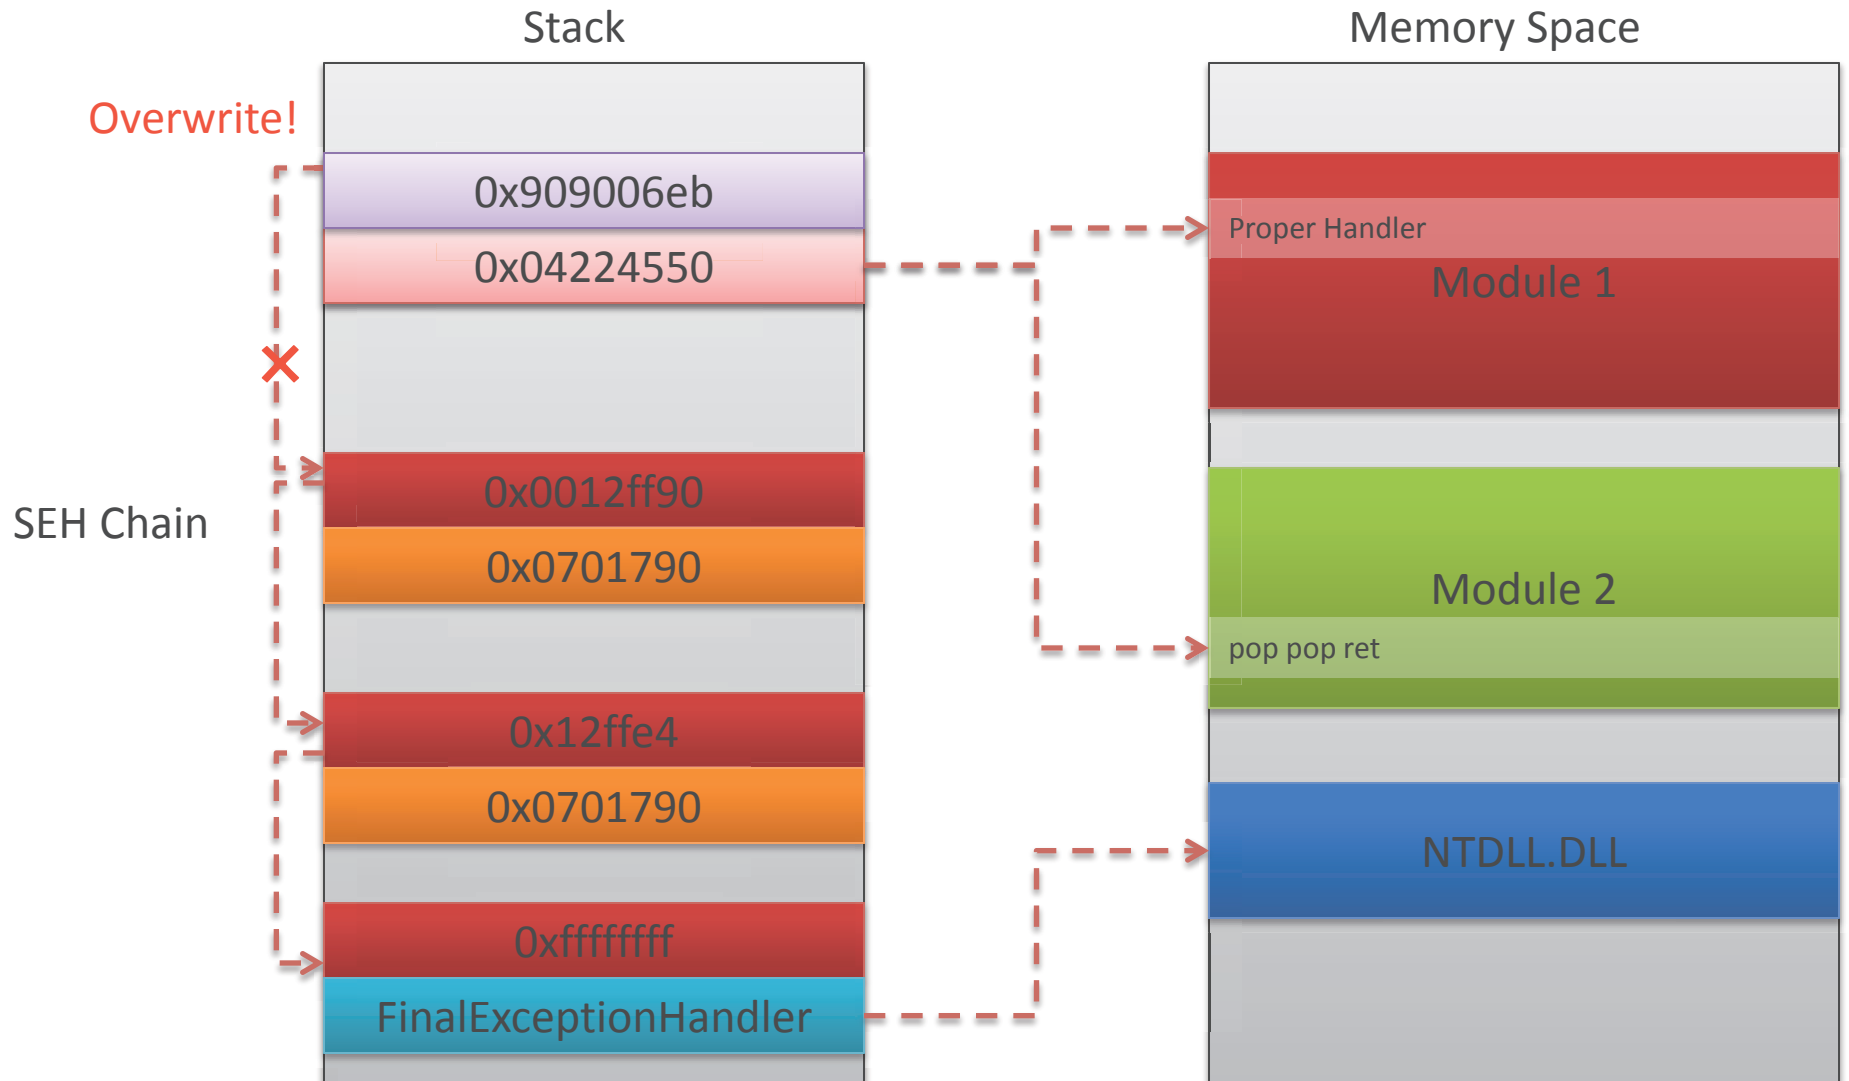 Stack
Memory Space
Overwrite!
0x909006eb
0x04224550
Proper Handler
Module 1
SEH Chain
0x0012ff90
0x0701790
Module 2
pop pop ret
0x12ffe4
0x0701790
NTDLL.DLL
0xffffffff
FinalExceptionHandler